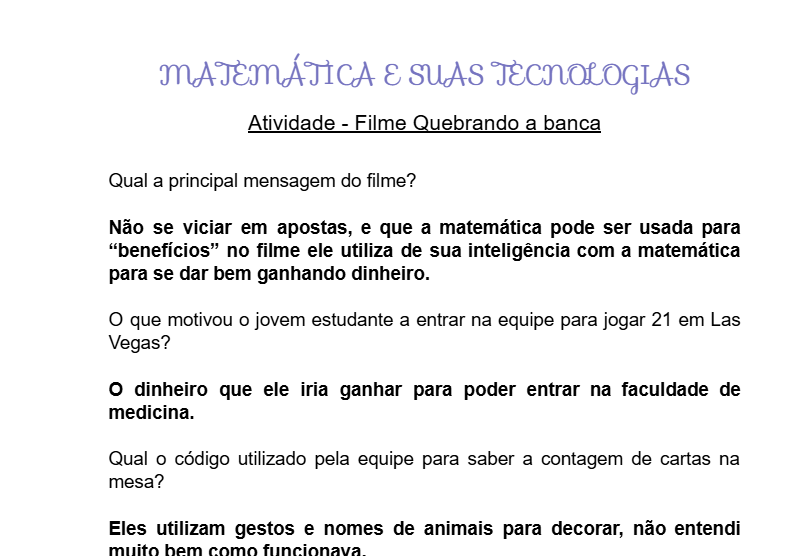 MATEMÁTICA E SUAS TECNOLOGIAS
Atividade - Filme Quebrando a banca
Qual a principal mensagem do filme?
Não se viciar em apostas, e que a matemática pode ser usada para
“benefícios” no filme ele utiliza de sua inteligência com a matemática
para se dar bem ganhando dinheiro.
O que motivou o jovem estudante a entrar na equipe para jogar 21 em Las
Vegas?
O dinheiro que ele iria ganhar para poder entrar na faculdade de
medicina.
Qual o código utilizado pela equipe para saber a contagem de cartas na
mesa?
Eles utilizam gestos e nomes de animais para decorar, não entendi
muito bem como funcionava.